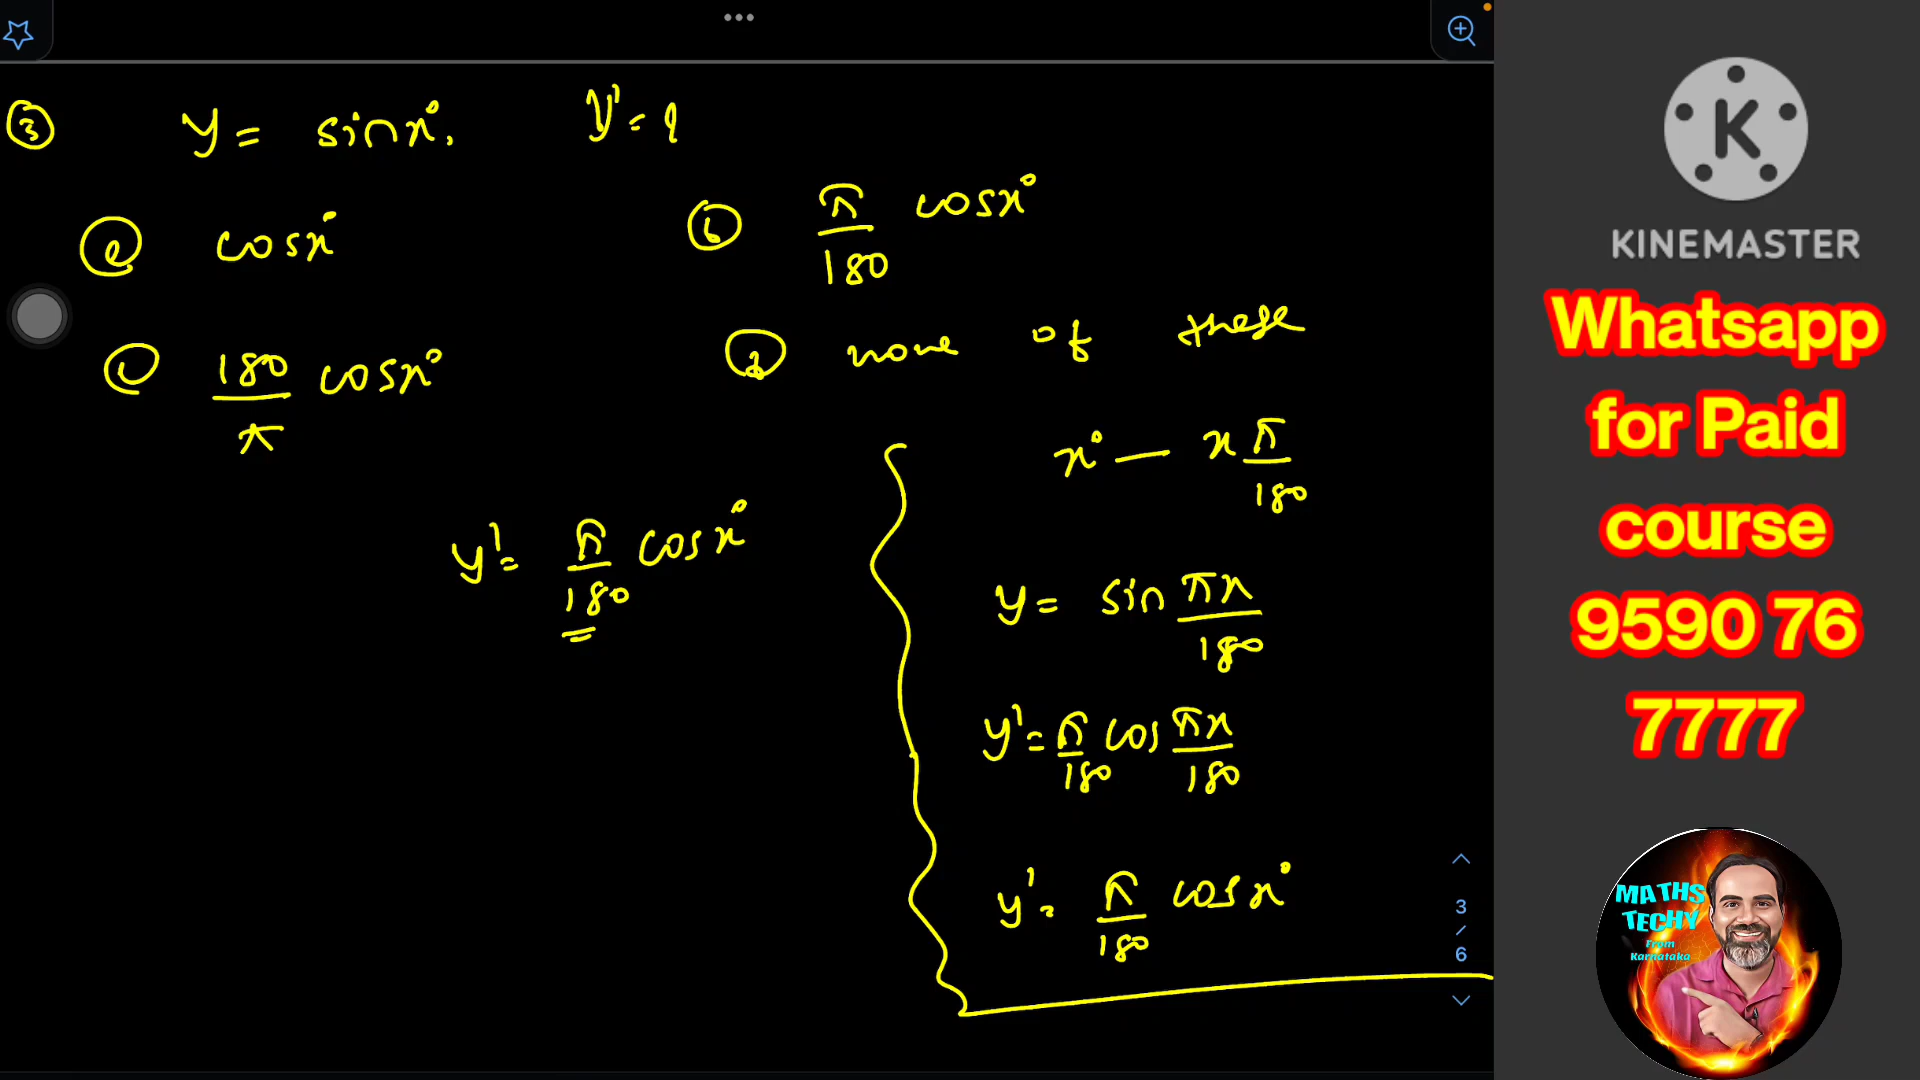 ③ y = sin x°, y' = ?
ⓐ cos x° ⓑ π/180 cos x°
ⓒ 180/π cos x° ⓓ none of these
x° — x π/180
y' = π/180 cos x°
y = sin πx/180
y' = π/180 cos πx/180
y' = π/180 cos x°
3
/
6
K
KINEMASTER
Whatsapp
for Paid
course
9590 76
7777
MATHS
TECHY
From
Karnataka